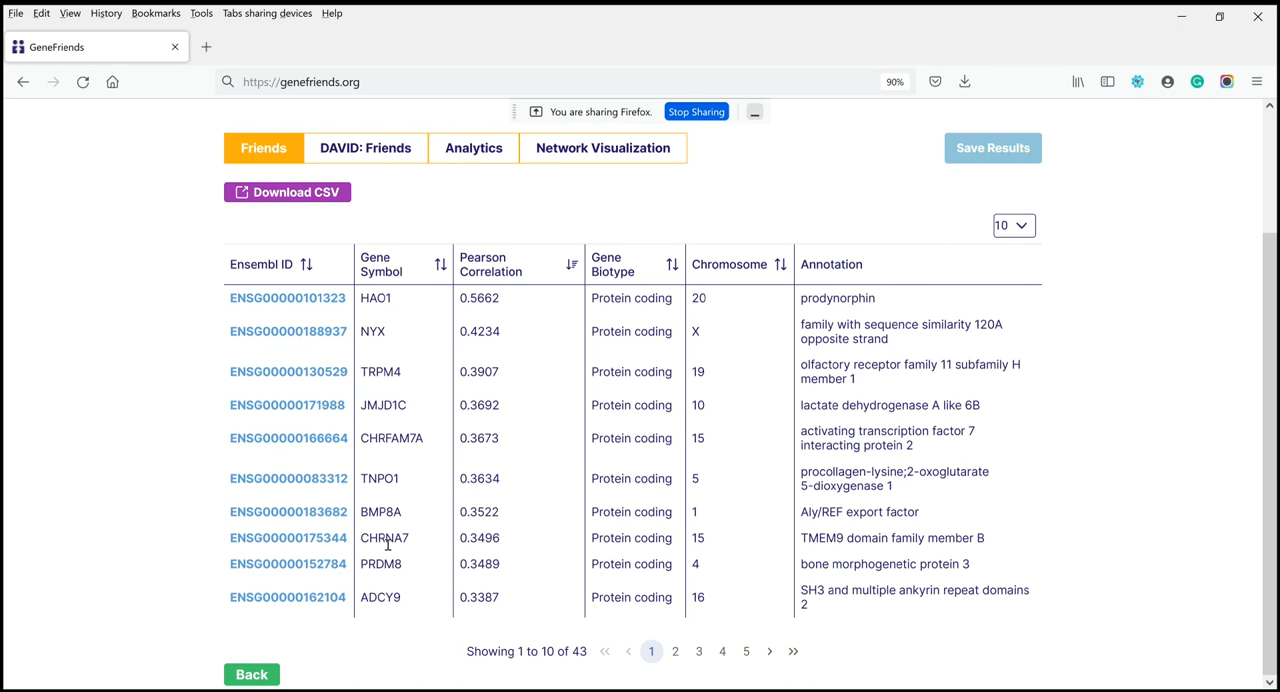 File Edit View History Bookmarks Tools Tabs sharing devices Help
GeneFriends
https://genefriends.org 90%
You are sharing Firefox. Stop Sharing
Friends DAVID: Friends Analytics Network Visualization Save Results
Download CSV
10
Ensembl ID Gene Symbol Pearson Correlation Gene Biotype Chromosome Annotation
ENSG00000101323 HAO1 0.5662 Protein coding 20 prodynorphin
ENSG00000188937 NYX 0.4234 Protein coding X family with sequence similarity 120A
opposite strand
ENSG00000130529 TRPM4 0.3907 Protein coding 19 olfactory receptor family 11 subfamily H
member 1
ENSG00000171988 JMJD1C 0.3692 Protein coding 10 lactate dehydrogenase A like 6B
ENSG00000166664 CHRFAM7A 0.3673 Protein coding 15 activating transcription factor 7
interacting protein 2
ENSG00000083312 TNPO1 0.3634 Protein coding 5 procollagen-lysine;2-oxoglutarate
5-dioxygenase 1
ENSG00000183682 BMP8A 0.3522 Protein coding 1 Aly/REF export factor
ENSG00000175344 CHRNA7 0.3496 Protein coding 15 TMEM9 domain family member B
ENSG00000152784 PRDM8 0.3489 Protein coding 4 bone morphogenetic protein 3
ENSG00000162104 ADCY9 0.3387 Protein coding 16 SH3 and multiple ankyrin repeat domains
2
Showing 1 to 10 of 43 « ‹ 1 2 3 4 5 › »
Back